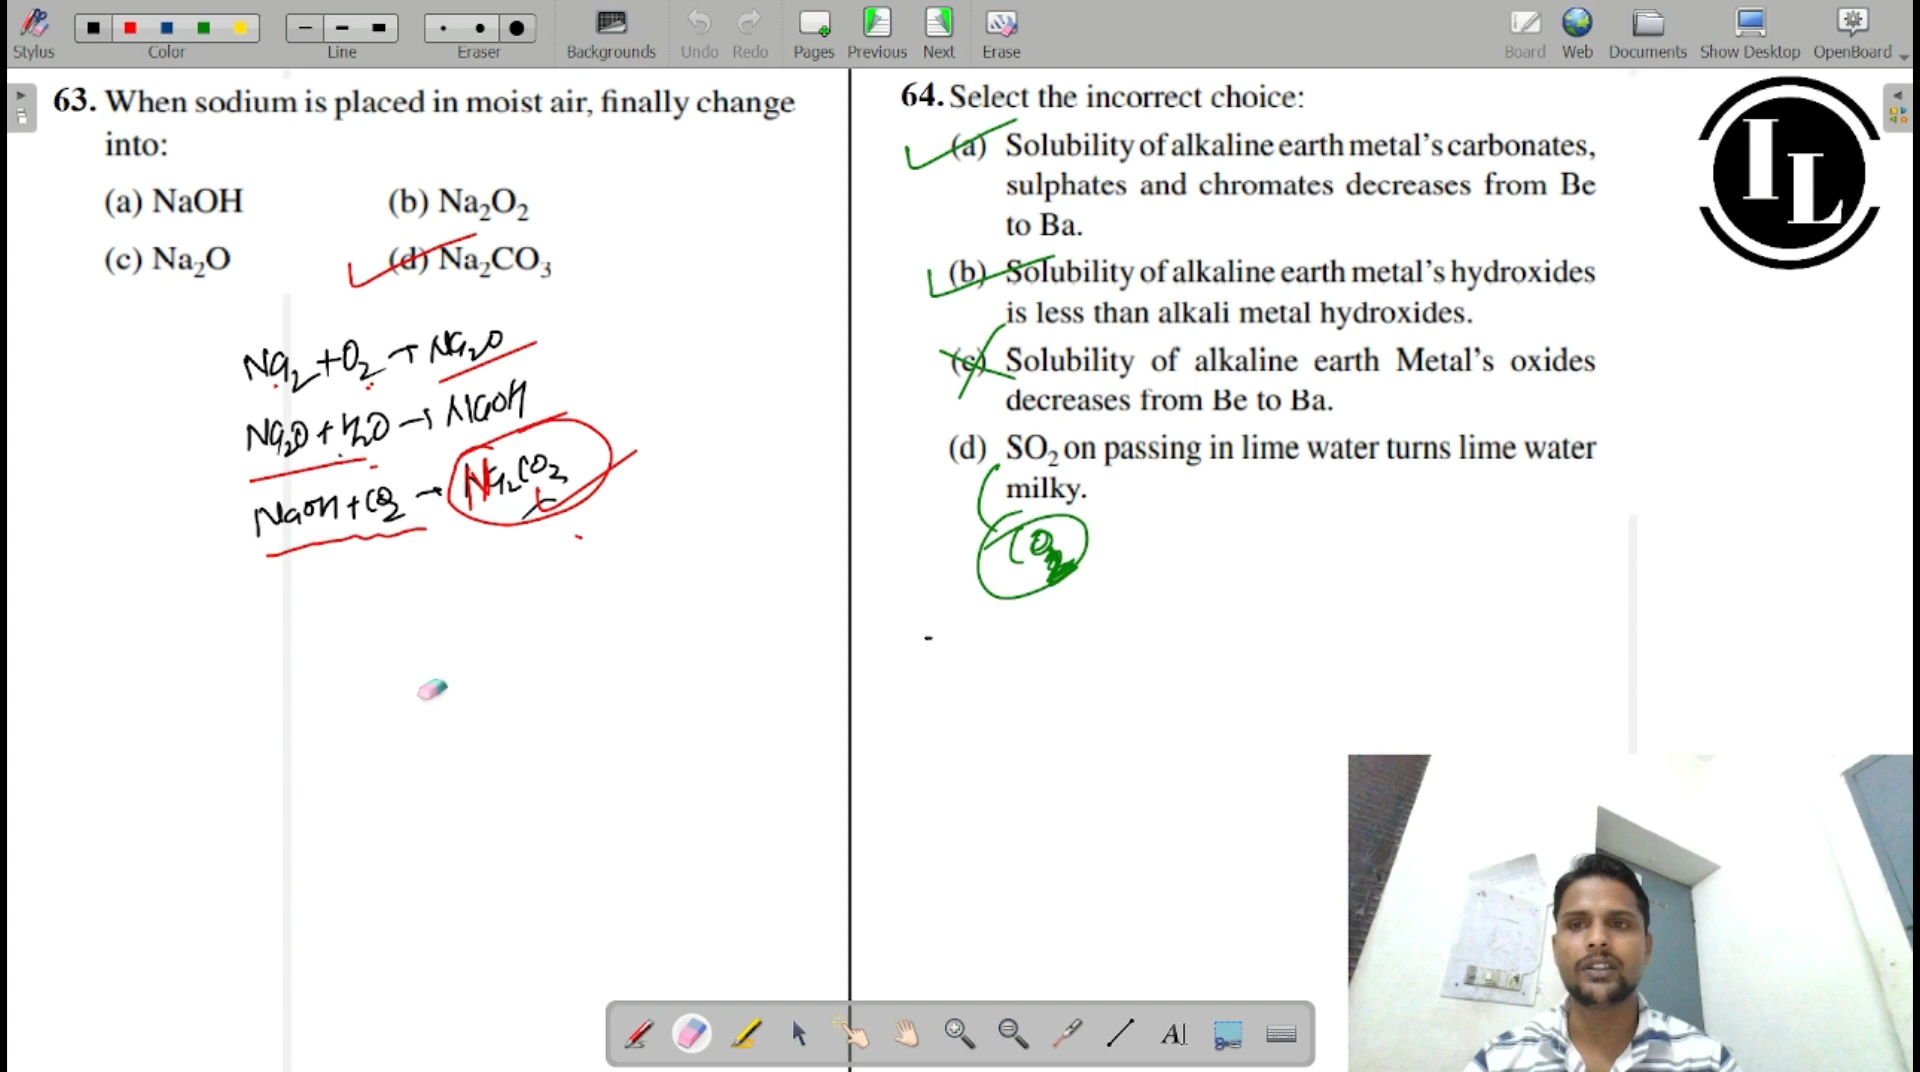 Stylus
Color
Line
Eraser
Backgrounds
Undo
Redo
Pages
Previous
Next
Erase
Board
Web
Documents
Show Desktop
OpenBoard
63. When sodium is placed in moist air, finally change
into:
(a) NaOH
(b) Na₂O₂
(c) Na₂O
(d) Na₂CO₃
Na₂ + O₂ → Na₂O
Na₂O + H₂O → NaOH
NaOH + CO₂ → Na₂CO₃
64. Select the incorrect choice:
(a) Solubility of alkaline earth metal’s carbonates,
sulphates and chromates decreases from Be
to Ba.
(b) Solubility of alkaline earth metal’s hydroxides
is less than alkali metal hydroxides.
(c) Solubility of alkaline earth Metal’s oxides
decreases from Be to Ba.
(d) SO₂ on passing in lime water turns lime water
milky.
CO₂
IL